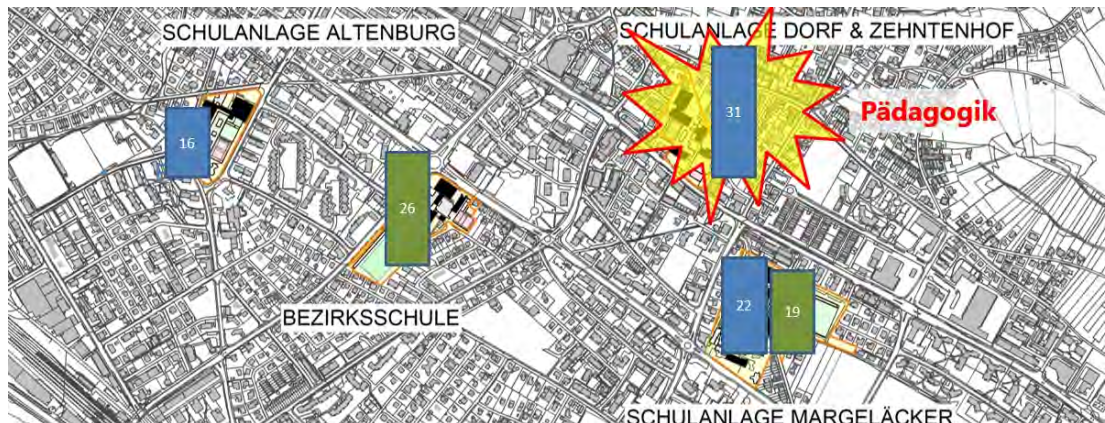 SCHULANLAGE ALTENBURG
SCHULANLAGE DORF & ZEHNTENHOF
16
26
31
Pädagogik
22
19
BEZIRKSSCHULE
SCHULANLAGE MARGELÄCKER